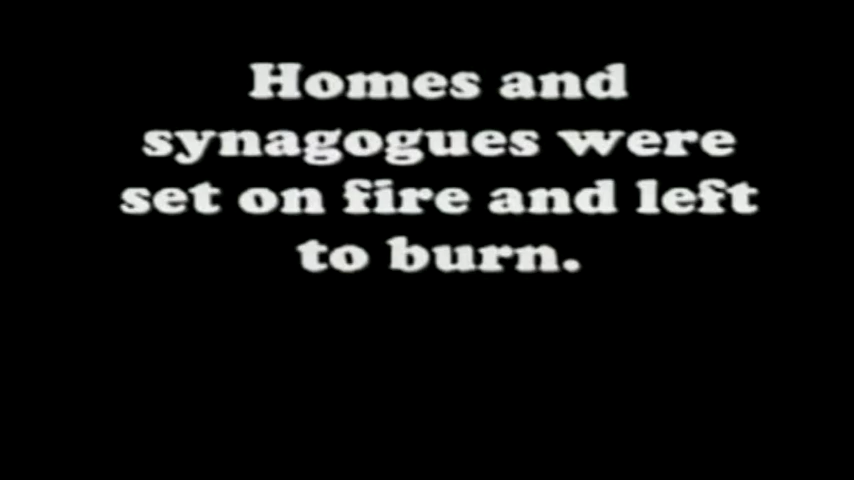 Homes and
synagogues were
set on fire and left
to burn.